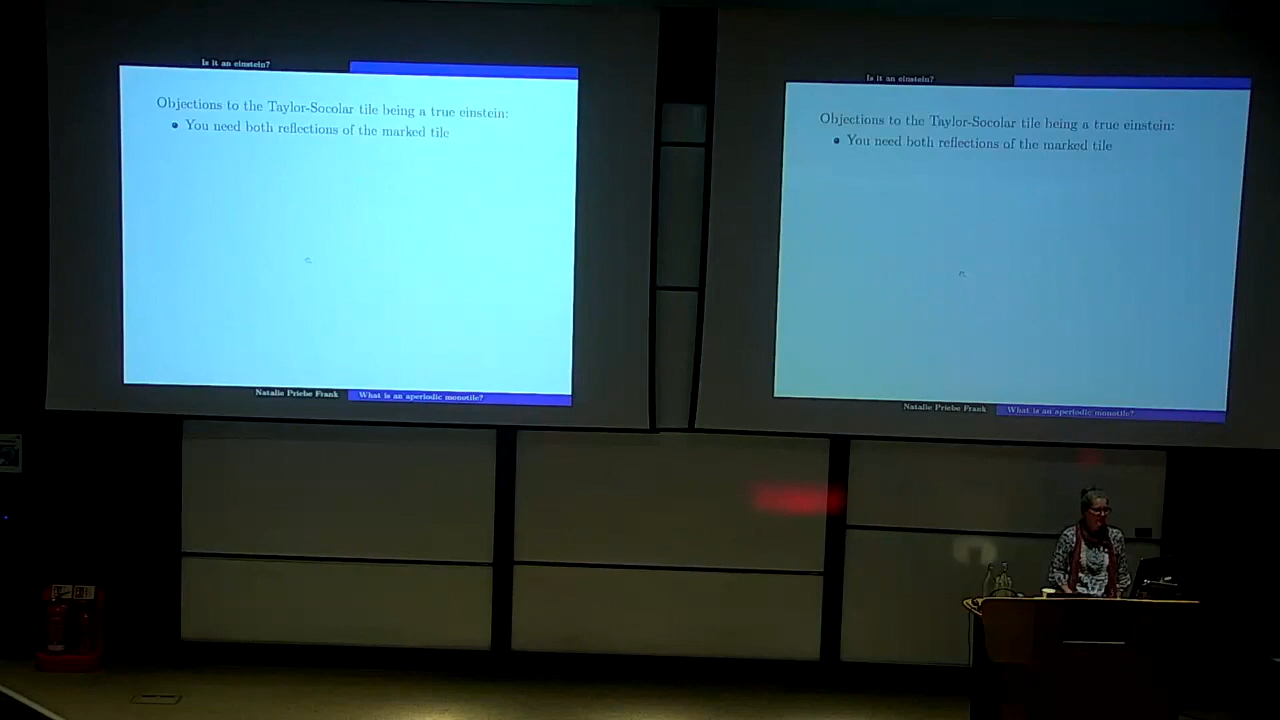 Is it an einstein?
Objections to the Taylor-Socolar tile being a true einstein:
You need both reflections of the marked tile
Natalie Priebe Frank
What is an aperiodic monotile?
Is it an einstein?
Objections to the Taylor-Socolar tile being a true einstein:
You need both reflections of the marked tile
Natalie Priebe Frank
What is an aperiodic monotile?